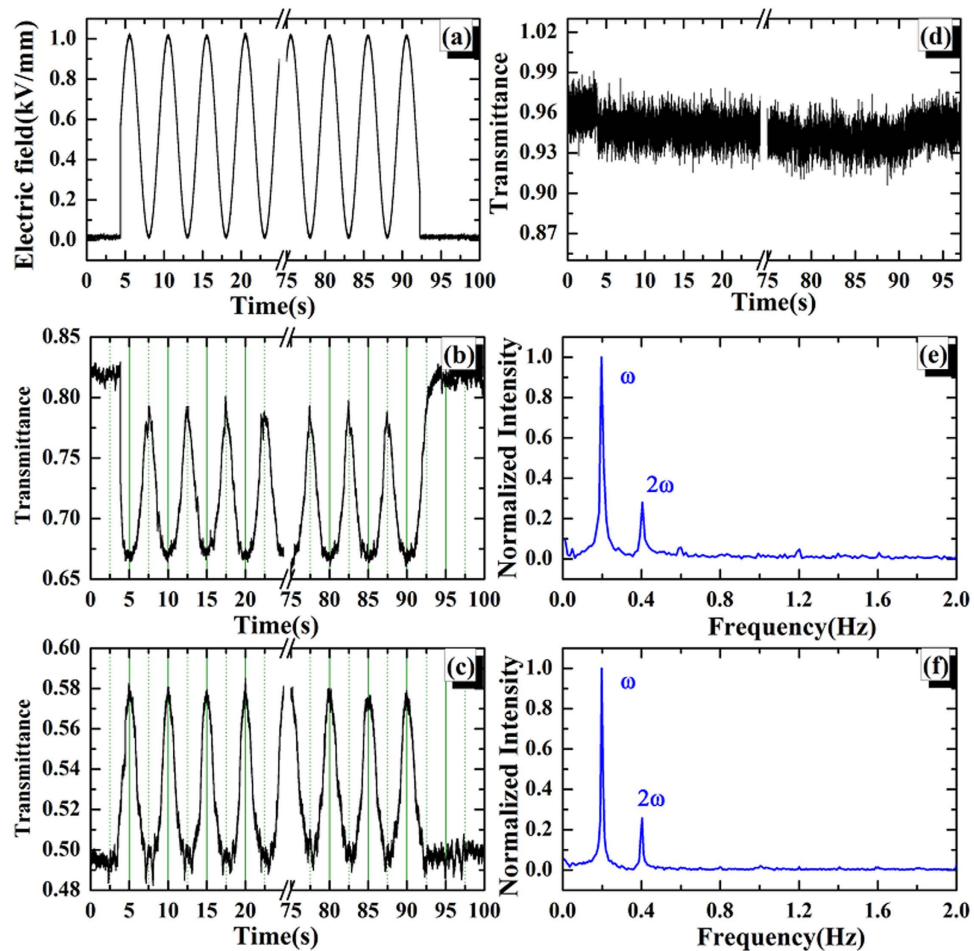 (a)
Electric field(kV/mm)
1.0
0.8
0.6
0.4
0.2
0.0
0 5 10 15 20 75 80 85 90 95 100
Time(s)
(d)
Transmittance
1.02
0.99
0.96
0.93
0.90
0.87
0 5 10 15 20 75 80 85 90 95
Time(s)
(b)
Transmittance
0.85
0.80
0.75
0.70
0.65
0 5 10 15 20 75 80 85 90 95 100
Time(s)
(e)
Normalized Intensity
1.0
0.8
0.6
0.4
0.2
0.0
ω
2ω
0.0 0.4 0.8 1.2 1.6 2.0
Frequency(Hz)
(c)
Transmittance
0.60
0.58
0.56
0.54
0.52
0.50
0.48
0 5 10 15 20 75 80 85 90 95 100
Time(s)
(f)
Normalized Intensity
1.0
0.8
0.6
0.4
0.2
0.0
ω
2ω
0.0 0.4 0.8 1.2 1.6 2.0
Frequency(Hz)